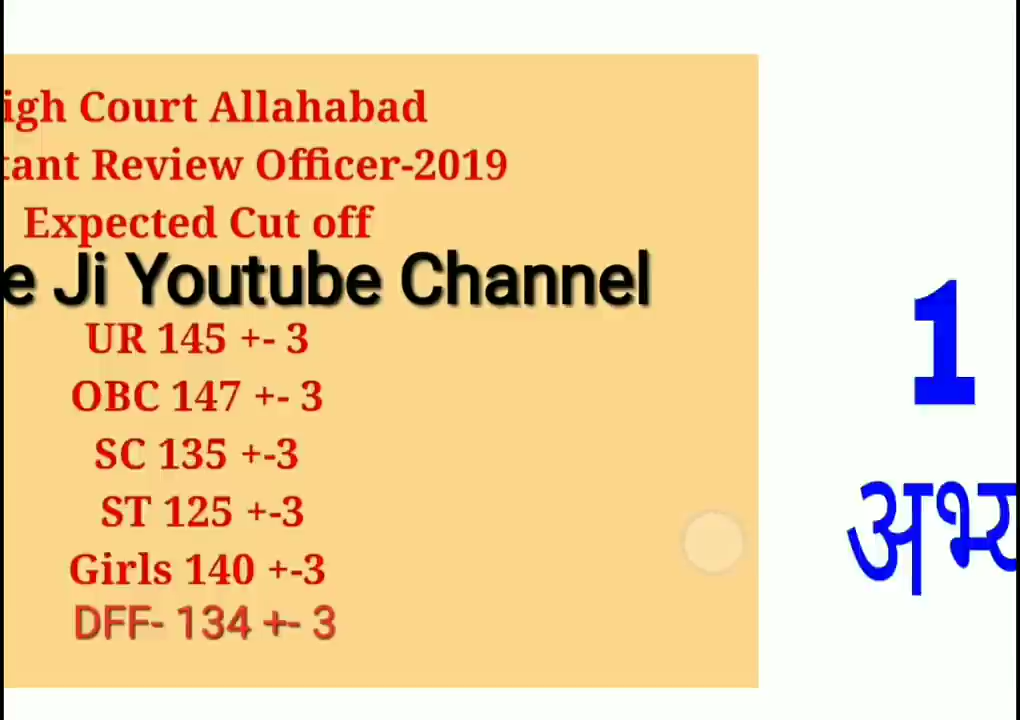 igh Court Allahabad
tant Review Officer-2019
Expected Cut off
e Ji Youtube Channel
UR 145 +- 3
OBC 147 +- 3
SC 135 +-3
ST 125 +-3
Girls 140 +-3
DFF- 134 +- 3
1
अभ्य